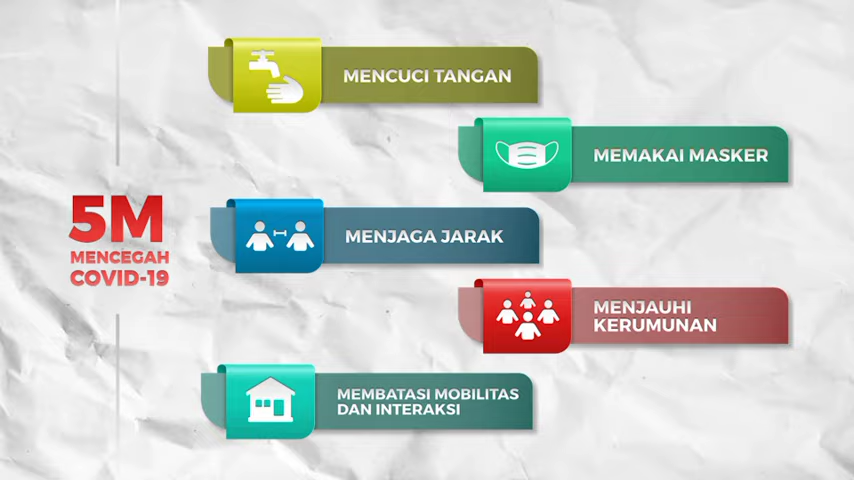 5M
MENCEGAH
COVID-19
MENCUCI TANGAN
MEMAKAI MASKER
MENJAGA JARAK
MENJAUHI
KERUMUNAN
MEMBATASI MOBILITAS
DAN INTERAKSI